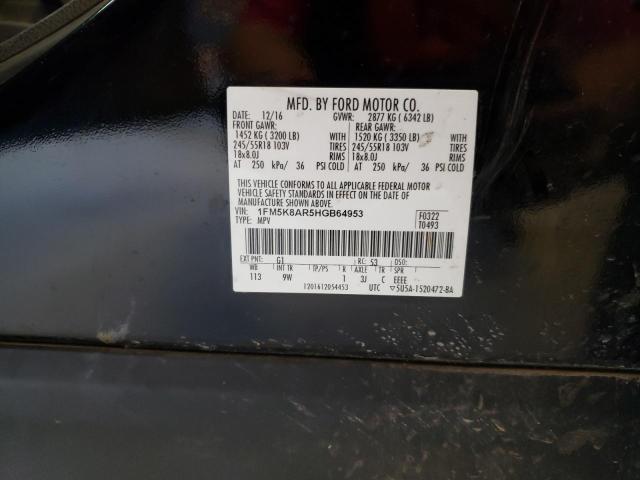 MFD. BY FORD MOTOR CO.
DATE: 12/16 GVWR: 2877 KG ( 6342 LB)
FRONT GAWR: REAR GAWR:
1452 KG ( 3200 LB) WITH 1520 KG ( 3350 LB) WITH
245/55R18 103V TIRES 245/55R18 103V TIRES
18x8.0J RIMS 18x8.0J RIMS
AT 250 kPa/ 36 PSI COLD AT 250 kPa/ 36 PSI COLD
THIS VEHICLE CONFORMS TO ALL APPLICABLE FEDERAL MOTOR
VEHICLE SAFETY STANDARDS IN EFFECT ON THE DATE OF
MANUFACTURE SHOWN ABOVE.
VIN: 1FM5K8AR5HGB64953 F0322
TYPE: MPV T0493
EXT PNT: G1 RC: 53 DSO:
WB INT TR TP/PS R AXLE TR SPR
113 9W 1 3J C EEEE
1201612054453 UTC ▽5U5A-1520472-BA